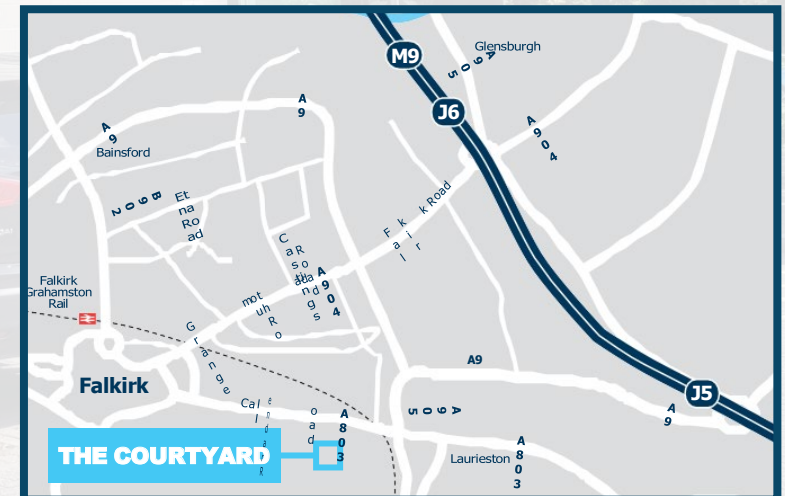 Glensburgh
M9
A905
J6
A9
A904
A9
Bainsford
B902
Etna Road
Falkirk Road
Castings Road
A904
Falkirk
Grahamston
Rail
Grangemouth Road
A9
Falkirk
Callendar Road
A803
A905
J5
A9
THE COURTYARD
Laurieston
A803